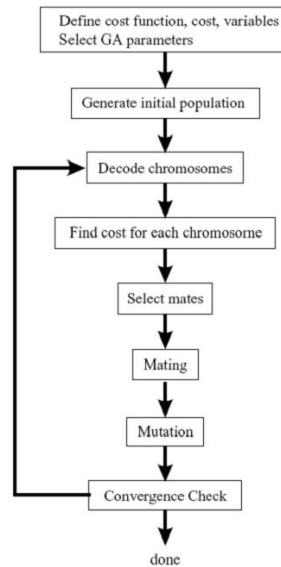 Define cost function, cost, variables
Select GA parameters
Generate initial population
Decode chromosomes
Find cost for each chromosome
Select mates
Mating
Mutation
Convergence Check
done